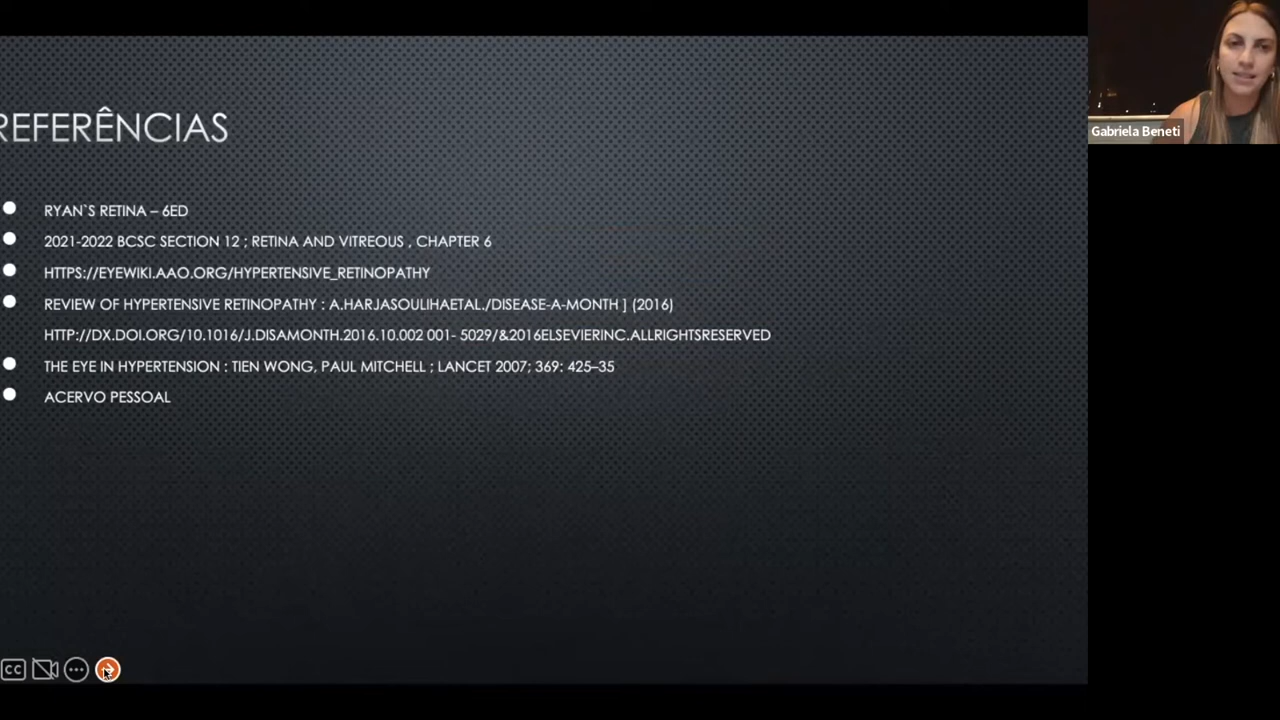 REFERÊNCIAS
RYAN`S RETINA – 6ED
2021-2022 BCSC SECTION 12 ; RETINA AND VITREOUS , CHAPTER 6
HTTPS://EYEWIKI.AAO.ORG/HYPERTENSIVE_RETINOPATHY
REVIEW OF HYPERTENSIVE RETINOPATHY : A.HARJASOULIHAETAL./DISEASE-A-MONTH ] (2016)
HTTP://DX.DOI.ORG/10.1016/J.DISAMONTH.2016.10.002 001- 5029/&2016ELSEVIERINC.ALLRIGHTSRESERVED
THE EYE IN HYPERTENSION : TIEN WONG, PAUL MITCHELL ; LANCET 2007; 369: 425–35
ACERVO PESSOAL
Gabriela Beneti
CC